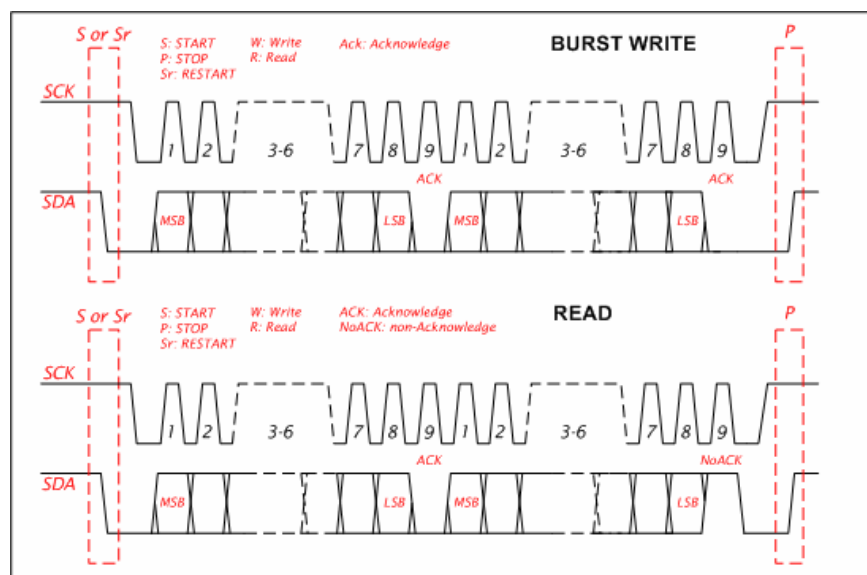 S or Sr
S: START W: Write Ack: Acknowledge BURST WRITE P
P: STOP R: Read
Sr: RESTART
SCK
1 2 3-6 7 8 9 1 2 3-6 7 8 9
ACK ACK
SDA
MSB LSB MSB LSB
S or Sr
S: START W: Write ACK: Acknowledge READ P
P: STOP R: Read NoACK: non-Acknowledge
Sr: RESTART
SCK
1 2 3-6 7 8 9 1 2 3-6 7 8 9
ACK NoACK
SDA
MSB LSB MSB LSB